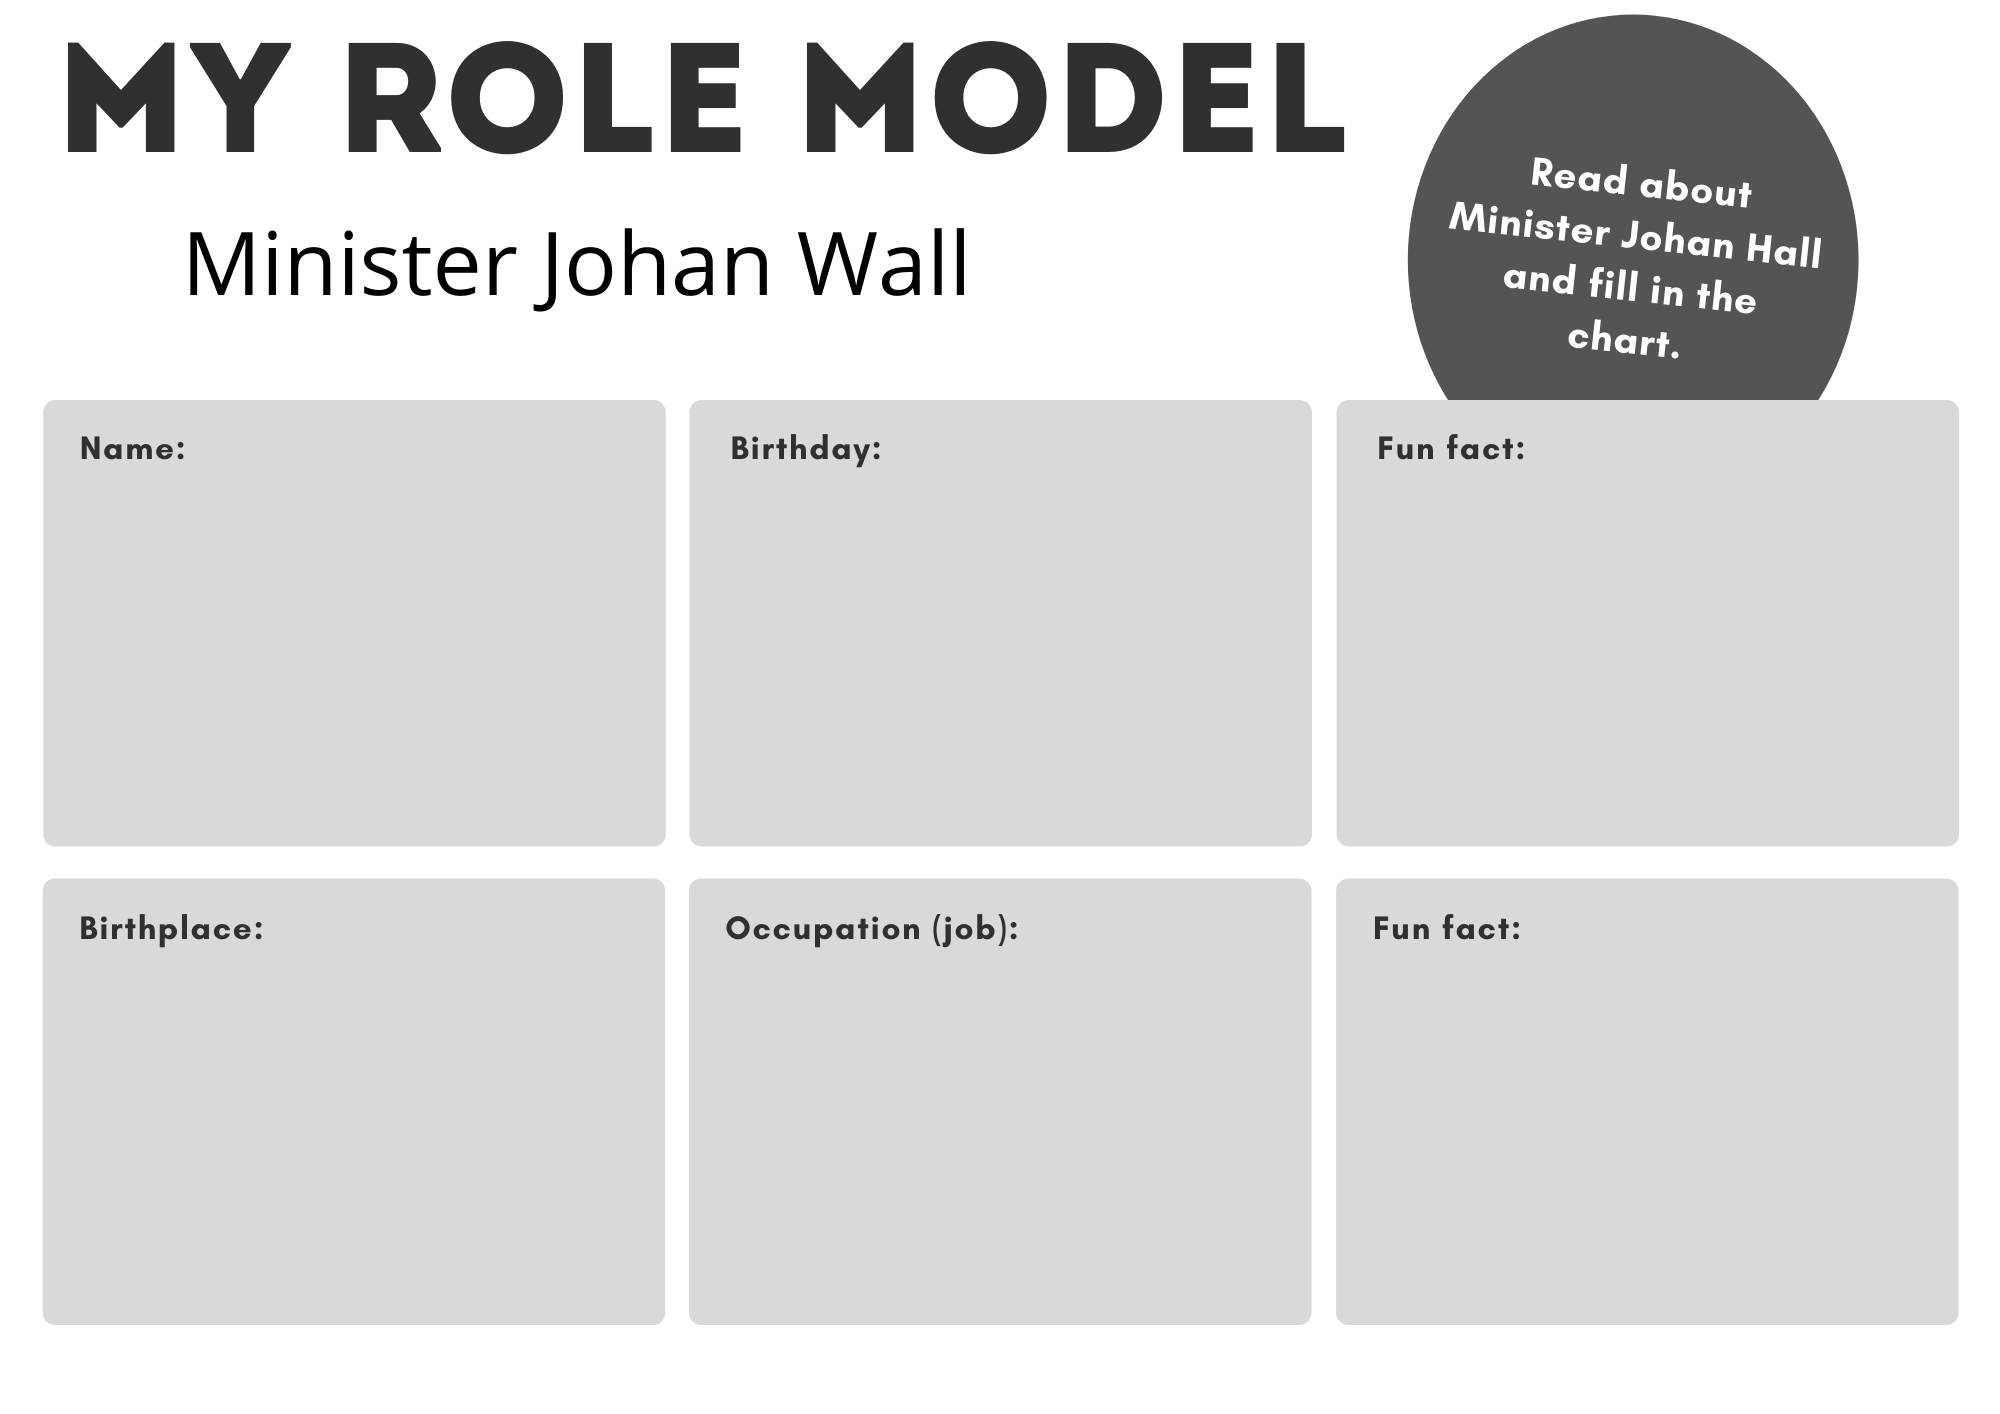 MY ROLE MODEL
Minister Johan Wall
Read about
Minister Johan Hall
and fill in the
chart.
Name:
Birthday:
Fun fact:
Birthplace:
Occupation (job):
Fun fact: